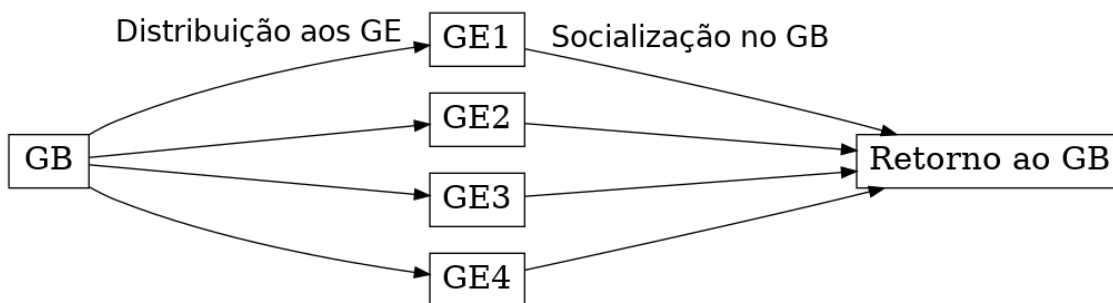 Distribuição aos GE
GE1
Socialização no GB
GE2
GB
Retorno ao GB
GE3
GE4